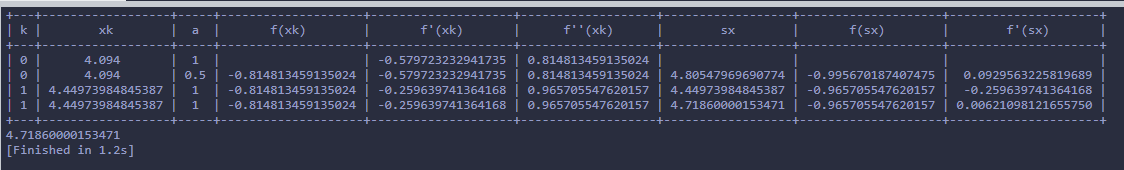 +---+------------------+-----+--------------------+--------------------+-------------------+------------------+--------------------+---------------------+
| k |        xk        |  a  |       f(xk)        |       f'(xk)       |      f''(xk)      |        sx        |       f(sx)        |       f'(sx)        |
+---+------------------+-----+--------------------+--------------------+-------------------+------------------+--------------------+---------------------+
| 0 |      4.094       |  1  |                    | -0.579723232941735 | 0.814813459135024 |                  |                    |                     |
| 0 |      4.094       | 0.5 | -0.814813459135024 | -0.579723232941735 | 0.814813459135024 | 4.80547969690774 | -0.995670187407475 |  0.0929563225819689 |
| 1 | 4.44973984845387 |  1  | -0.814813459135024 | -0.259639741364168 | 0.965705547620157 | 4.44973984845387 | -0.965705547620157 |  -0.259639741364168 |
| 1 | 4.44973984845387 |  1  | -0.814813459135024 | -0.259639741364168 | 0.965705547620157 | 4.71860000153471 | -0.965705547620157 | 0.00621098121655750 |
+---+------------------+-----+--------------------+--------------------+-------------------+------------------+--------------------+---------------------+
4.71860000153471
[Finished in 1.2s]